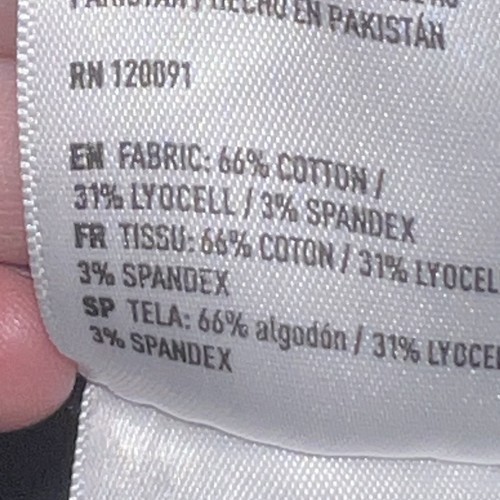 PAKISTAN / HECHO EN PAKISTÁN
RN 120091
EN FABRIC: 66% COTTON /
31% LYOCELL / 3% SPANDEX
FR TISSU: 66% COTON / 31% LYOCEL
3% SPANDEX
SP TELA: 66% algodón / 31% LYOCEL
3% SPANDEX